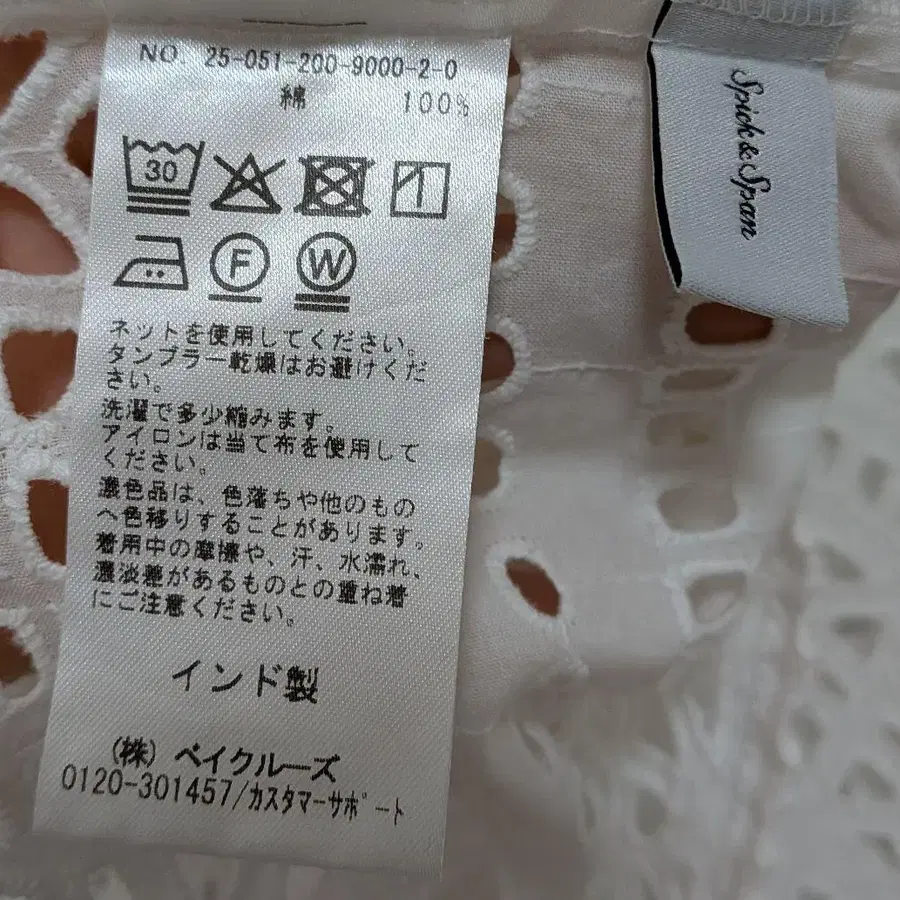 NO. 25-051-200-9000-2-0
綿 100%
30
F W
ネットを使用してください。
タンブラー乾燥はお避けくだ
さい。
洗濯で多少縮みます。
アイロンは当て布を使用して
ください。
濃色品は、色落ちや他のもの
へ色移りすることがあります。
着用中の摩擦や、汗、水濡れ、
濃淡差があるものとの重ね着
にご注意ください。
インド製
(株) ベイクルーズ
0120-301457/カスタマーサポート
Spick & Span